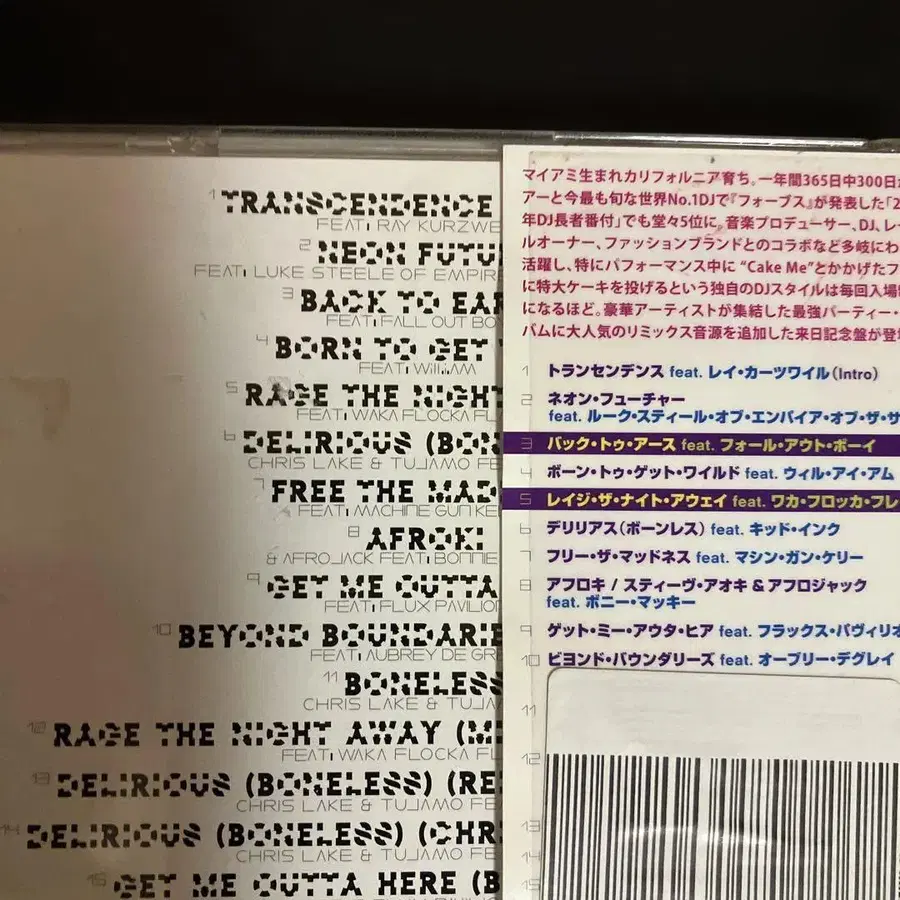 1 TRANSCENDENCE
FEAT: RAY KURZWE
2 NEON FUTU
FEAT: LUKE STEELE OF EMPIR
3 BACK TO EAR
FEAT: FALL OUT BO
4 BORN TO GET
FEAT: will.i.am
5 RAGE THE NIGHT
FEAT: WAKA FLOCKA FL
6 DELIRIOUS (BON
CHRIS LAKE & TUJAMO FE
7 FREE THE MAD
FEAT: MACHINE GUN KE
8 AFROKI
& AFROJACK FEAT: BONNIE
9 GET ME OUTTA
FEAT: FLUX PAVILIO
10 BEYOND BOUNDARIE
FEAT: AUBREY DE GR
11 BONELESS
CHRIS LAKE & TUJA
12 RAGE THE NIGHT AWAY (MI
FEAT: WAKA FLOCKA FL
13 DELIRIOUS (BONELESS) (RE
CHRIS LAKE & TUJAMO FE
14 DELIRIOUS (BONELESS) (CHR
CHRIS LAKE & TUJAMO FE
15 GET ME OUTTA HERE (B
マイアミ生まれカリフォルニア育ち。一年間365日中300日
アーと今最も旬な世界No.1DJで『フォーブス』が発表した「2
年DJ長者番付」でも堂々5位に。音楽プロデューサー、DJ、レ
ルオーナー、ファッションブランドとのコラボなど多岐にわ
活躍し、特にパフォーマンス中に “Cake Me”とかかげたフ
に特大ケーキを投げるという独自のDJスタイルは毎回入場
になるほど。豪華アーティストが集結した最強パーティー・
バムに大人気のリミックス音源を追加した来日記念盤が登
1 トランセンデンス feat. レイ・カーツワイル(Intro)
2 ネオン・フューチャー
feat. ルーク・スティール・オブ・エンパイア・オブ・ザ・サ
3 バック・トゥ・アース feat. フォール・アウト・ボーイ
4 ボーン・トゥ・ゲット・ワイルド feat. ウィル・アイ・アム
5 レイジ・ザ・ナイト・アウェイ feat. ワカ・フロッカ・フレ
6 デリリアス(ボーンレス) feat. キッド・インク
7 フリー・ザ・マッドネス feat. マシン・ガン・ケリー
8 アフロキ / スティーヴ・アオキ & アフロジャック
feat. ボニー・マッキー
9 ゲット・ミー・アウタ・ヒア feat. フラックス・パヴィリオ
10 ビヨンド・バウンダリーズ feat. オーブリー・デグレイ
11
12
13
14
15